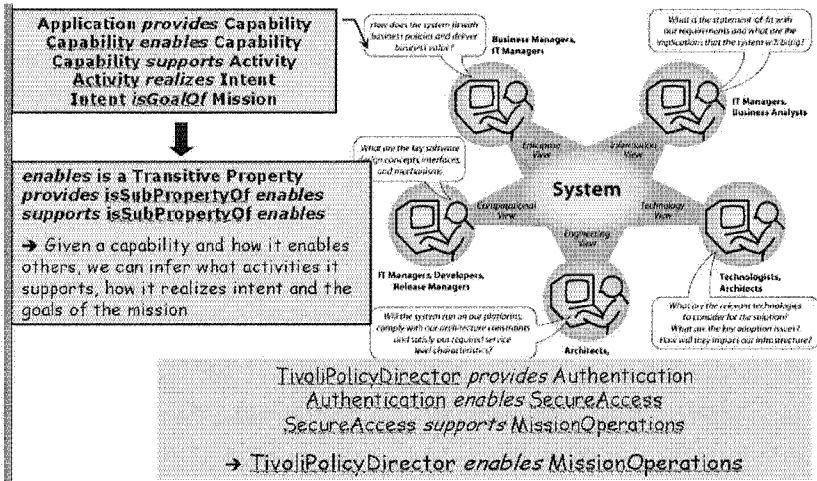 Application provides Capability
Capability enables Capability
Capability supports Activity
Activity realizes Intent
Intent isGoalOf Mission
enables is a Transitive Property
provides isSubPropertyOf enables
supports isSubPropertyOf enables
→ Given a capability and how it enables
others, we can infer what activities it
supports, how it realizes intent and the
goals of the mission
How does the system fit with
business policies and deliver
business value?
Business Managers,
IT Managers
What is the statement of fit with
our requirements and what are the
implications that the system will bring?
IT Managers,
Business Analysts
What are the key software
design concepts, interfaces,
and mechanisms
Enterprise
View
Information
View
System
Computational
View
Technology
View
Engineering
View
IT Managers, Developers,
Release Managers
Technologists,
Architects
Will the system run on our platforms,
comply with our architecture constraints
and satisfy our required service
level characteristics?
Architects,
What are the relevant technologies
to consider for the solution?
What are the key adoption issues?
How will they impact our infrastructure?
TivoliPolicyDirector provides Authentication
Authentication enables SecureAccess
SecureAccess supports MissionOperations
→ TivoliPolicyDirector enables MissionOperations